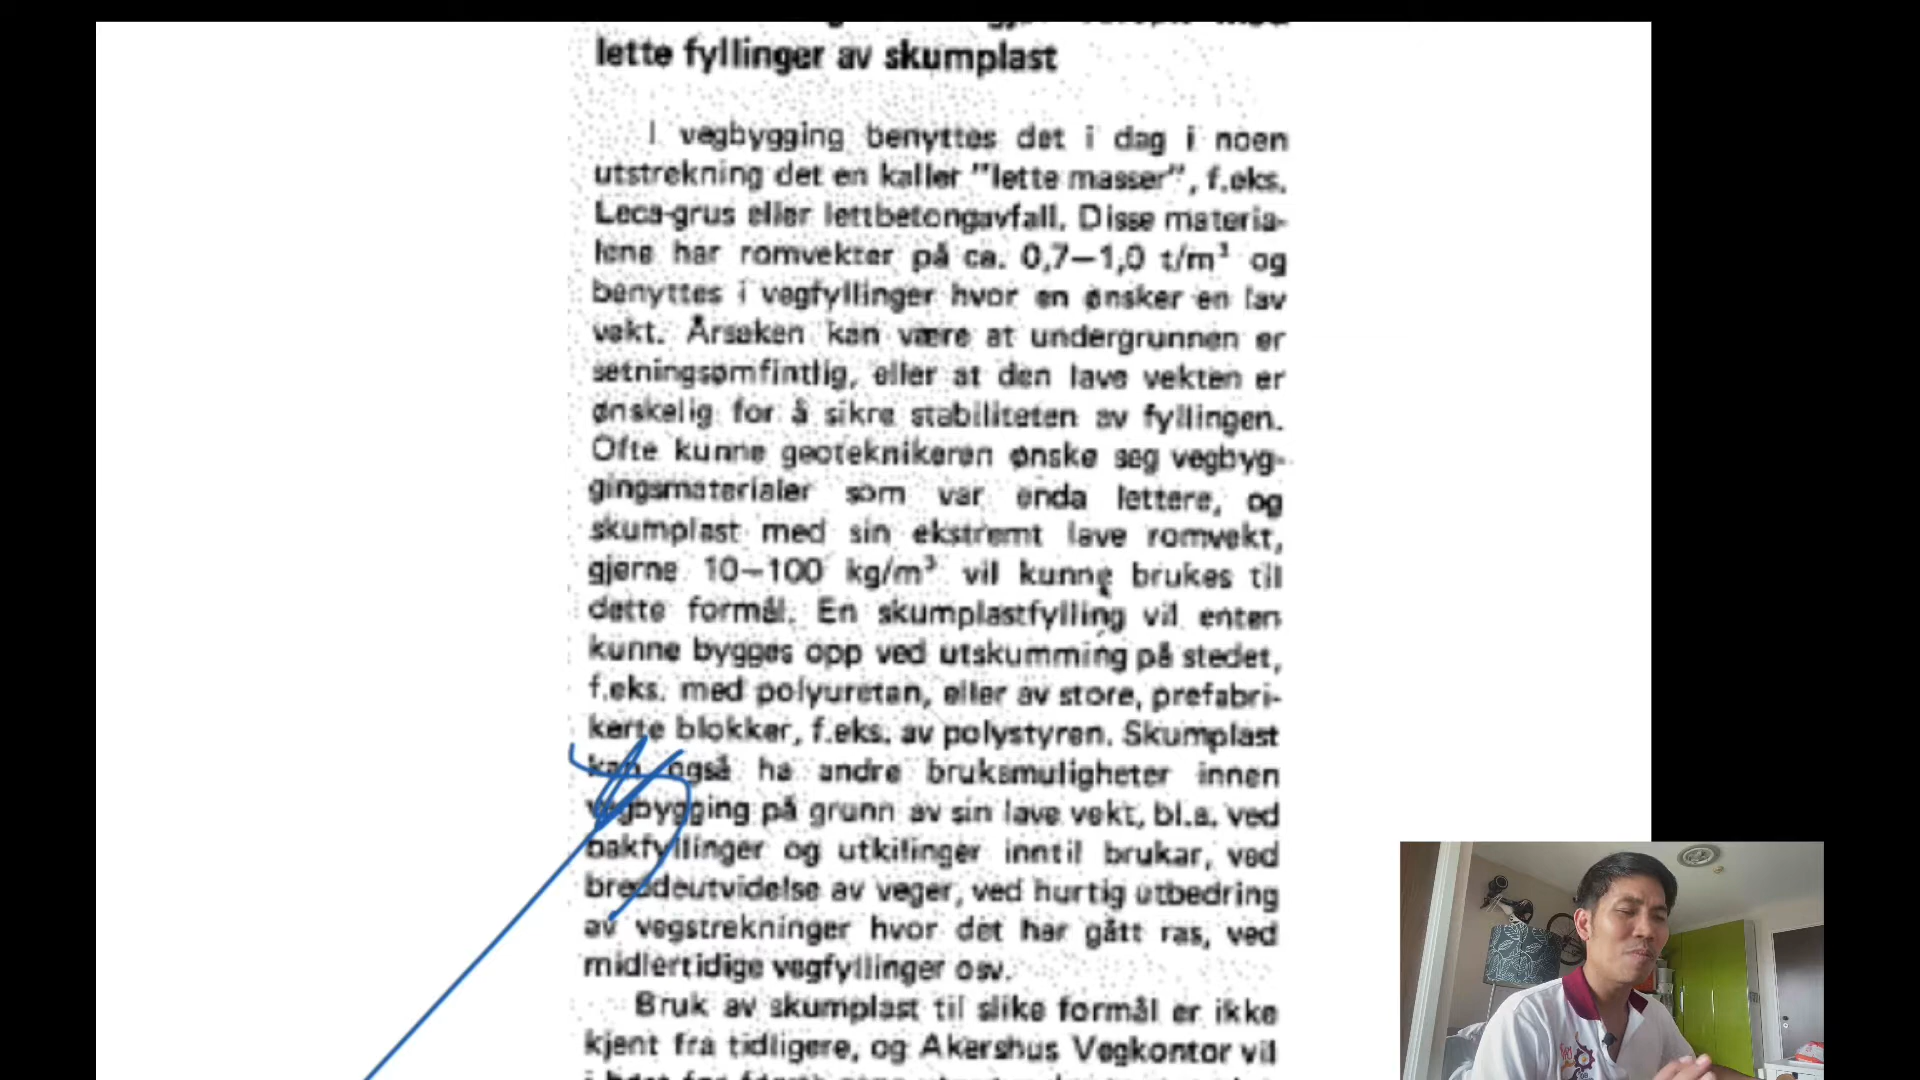 lette fyllinger av skumplast
I vegbygging benyttes det i dag i noen
utstrekning det en kaller "lette masser", f.eks.
Leca-grus eller lettbetongavfall. Disse materia-
lene har romvekter på ca. 0,7–1,0 t/m³ og
benyttes i vegfyllinger hvor en ønsker en lav
vekt. Årsaken kan være at undergrunnen er
setningsømfintlig, eller at den lave vekten er
ønskelig for å sikre stabiliteten av fyllingen.
Ofte kunne geoteknikeren ønske seg vegbyg-
gingsmaterialer som var enda lettere, og
skumplast med sin ekstremt lave romvekt,
gjerne 10–100 kg/m³ vil kunne brukes til
dette formål. En skumplastfylling vil enten
kunne bygges opp ved utskumming på stedet,
f.eks. med polyuretan, eller av store, prefabri-
kerte blokker, f.eks. av polystyren. Skumplast
kan også ha andre bruksmuligheter innen
vegbygging på grunn av sin lave vekt, bl.a. ved
bakfyllinger og utkilinger inntil brukar, ved
breddeutvidelse av veger, ved hurtig utbedring
av vegstrekninger hvor det har gått ras, ved
midlertidige vegfyllinger osv.
Bruk av skumplast til slike formål er ikke
kjent fra tidligere, og Akershus Vegkontor vil